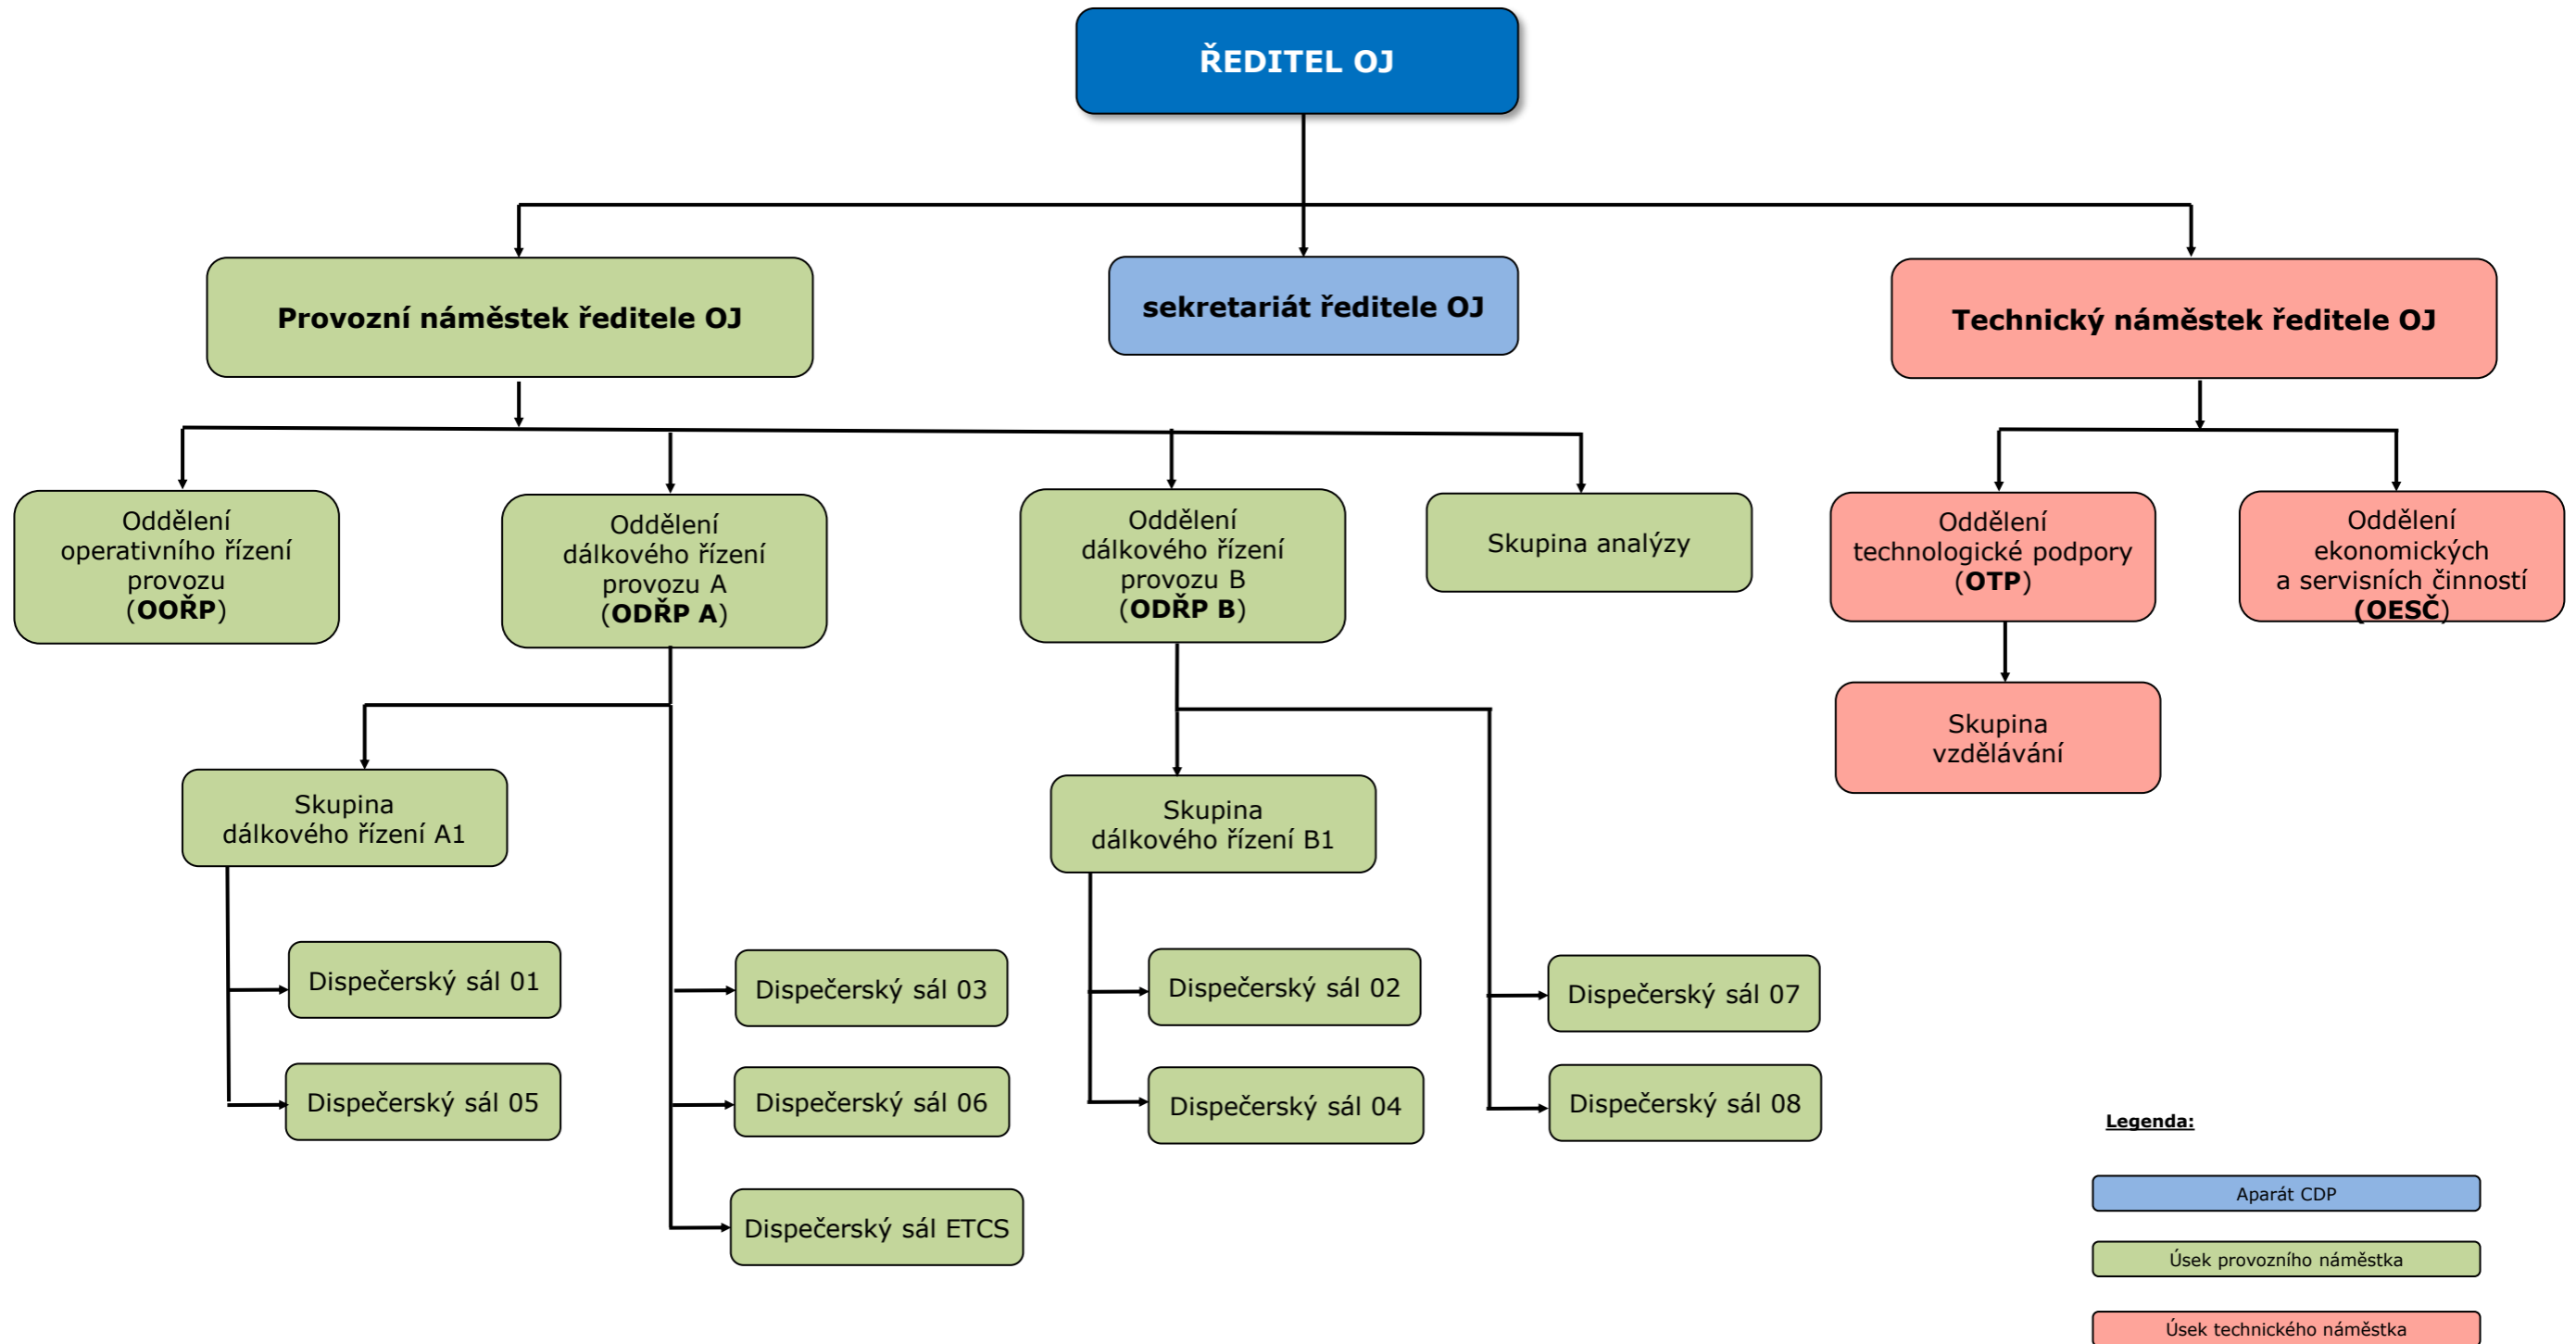 ŘEDITEL OJ
Provozní náměstek ředitele OJ
sekretariát ředitele OJ
Technický náměstek ředitele OJ
Oddělení
operativního řízení
provozu
(OOŘP)
Oddělení
dálkového řízení
provozu A
(ODŘP A)
Oddělení
dálkového řízení
provozu B
(ODŘP B)
Skupina analýzy
Oddělení
technologické podpory
(OTP)
Oddělení
ekonomických
a servisních činností
(OESČ)
Skupina
vzdělávání
Skupina
dálkového řízení A1
Skupina
dálkového řízení B1
Dispečerský sál 01
Dispečerský sál 03
Dispečerský sál 02
Dispečerský sál 07
Dispečerský sál 05
Dispečerský sál 06
Dispečerský sál 04
Dispečerský sál 08
Dispečerský sál ETCS
Legenda:
Aparát CDP
Úsek provozního náměstka
Úsek technického náměstka